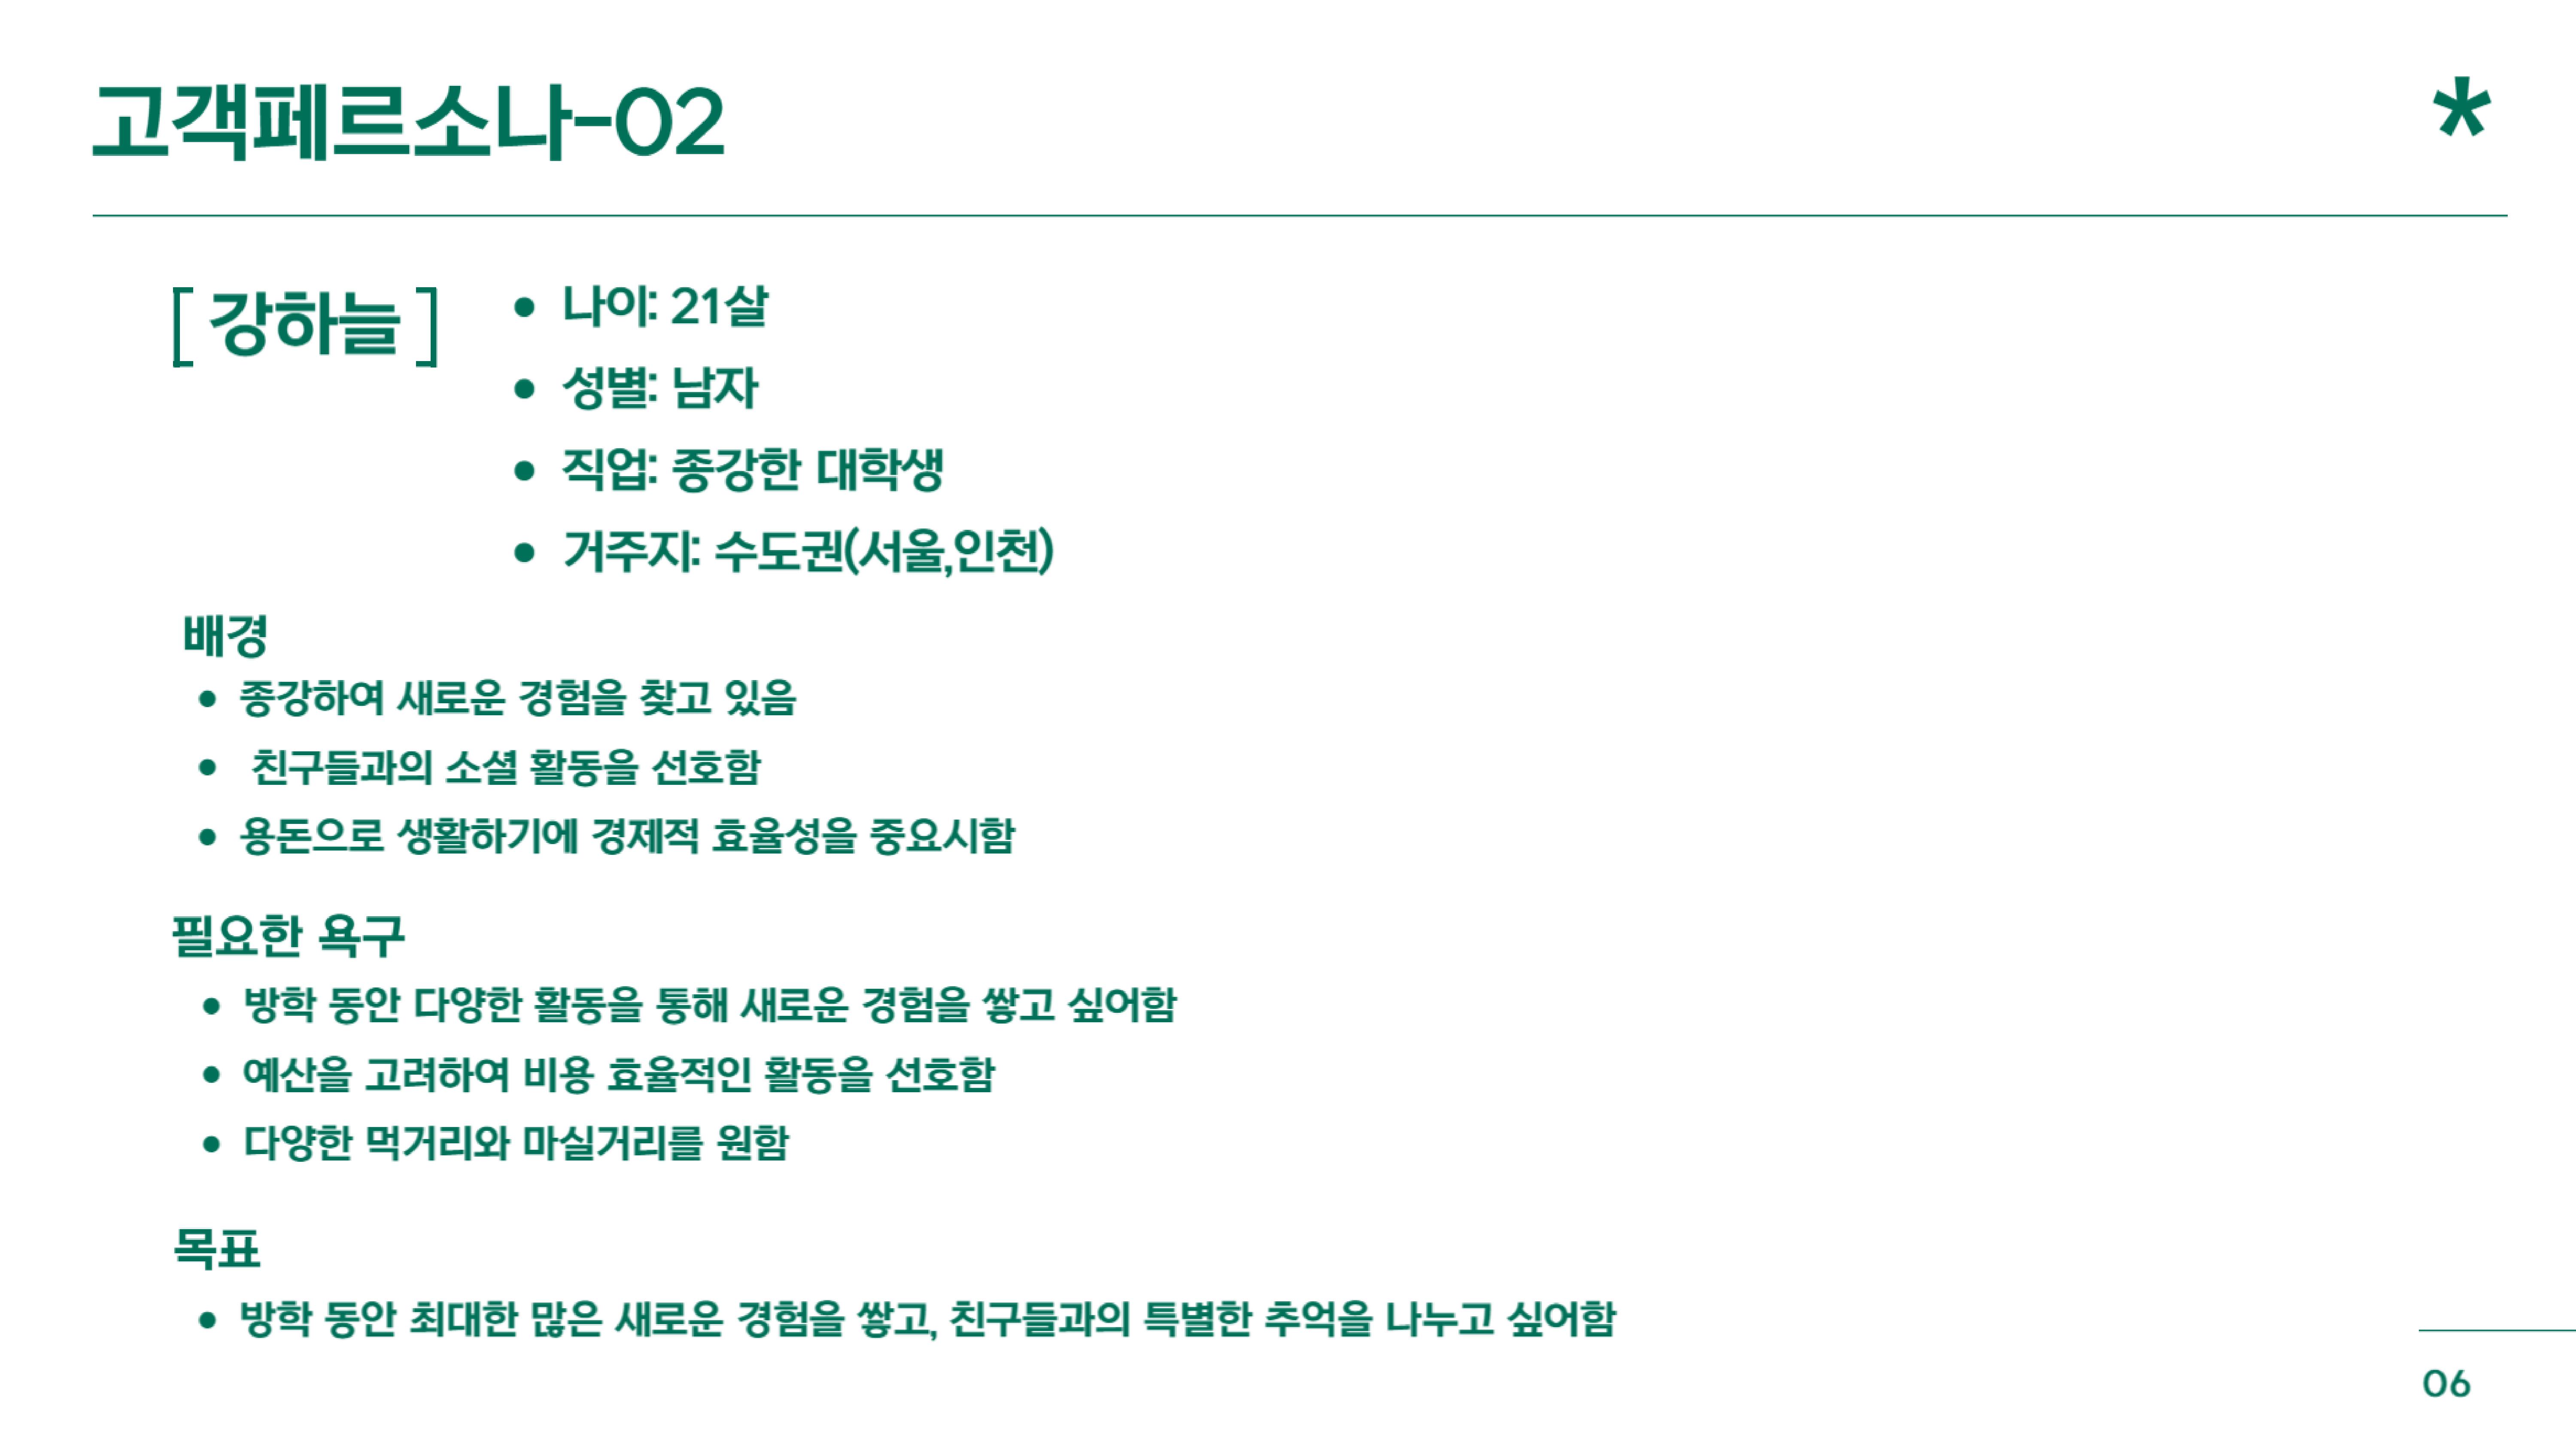 고객페르소나-02
*
[ 강하늘 ]
• 나이: 21살
• 성별: 남자
• 직업: 종강한 대학생
• 거주지: 수도권(서울,인천)
배경
• 종강하여 새로운 경험을 찾고 있음
• 친구들과의 소셜 활동을 선호함
• 용돈으로 생활하기에 경제적 효율성을 중요시함
필요한 욕구
• 방학 동안 다양한 활동을 통해 새로운 경험을 쌓고 싶어함
• 예산을 고려하여 비용 효율적인 활동을 선호함
• 다양한 먹거리와 마실거리를 원함
목표
• 방학 동안 최대한 많은 새로운 경험을 쌓고, 친구들과의 특별한 추억을 나누고 싶어함
06